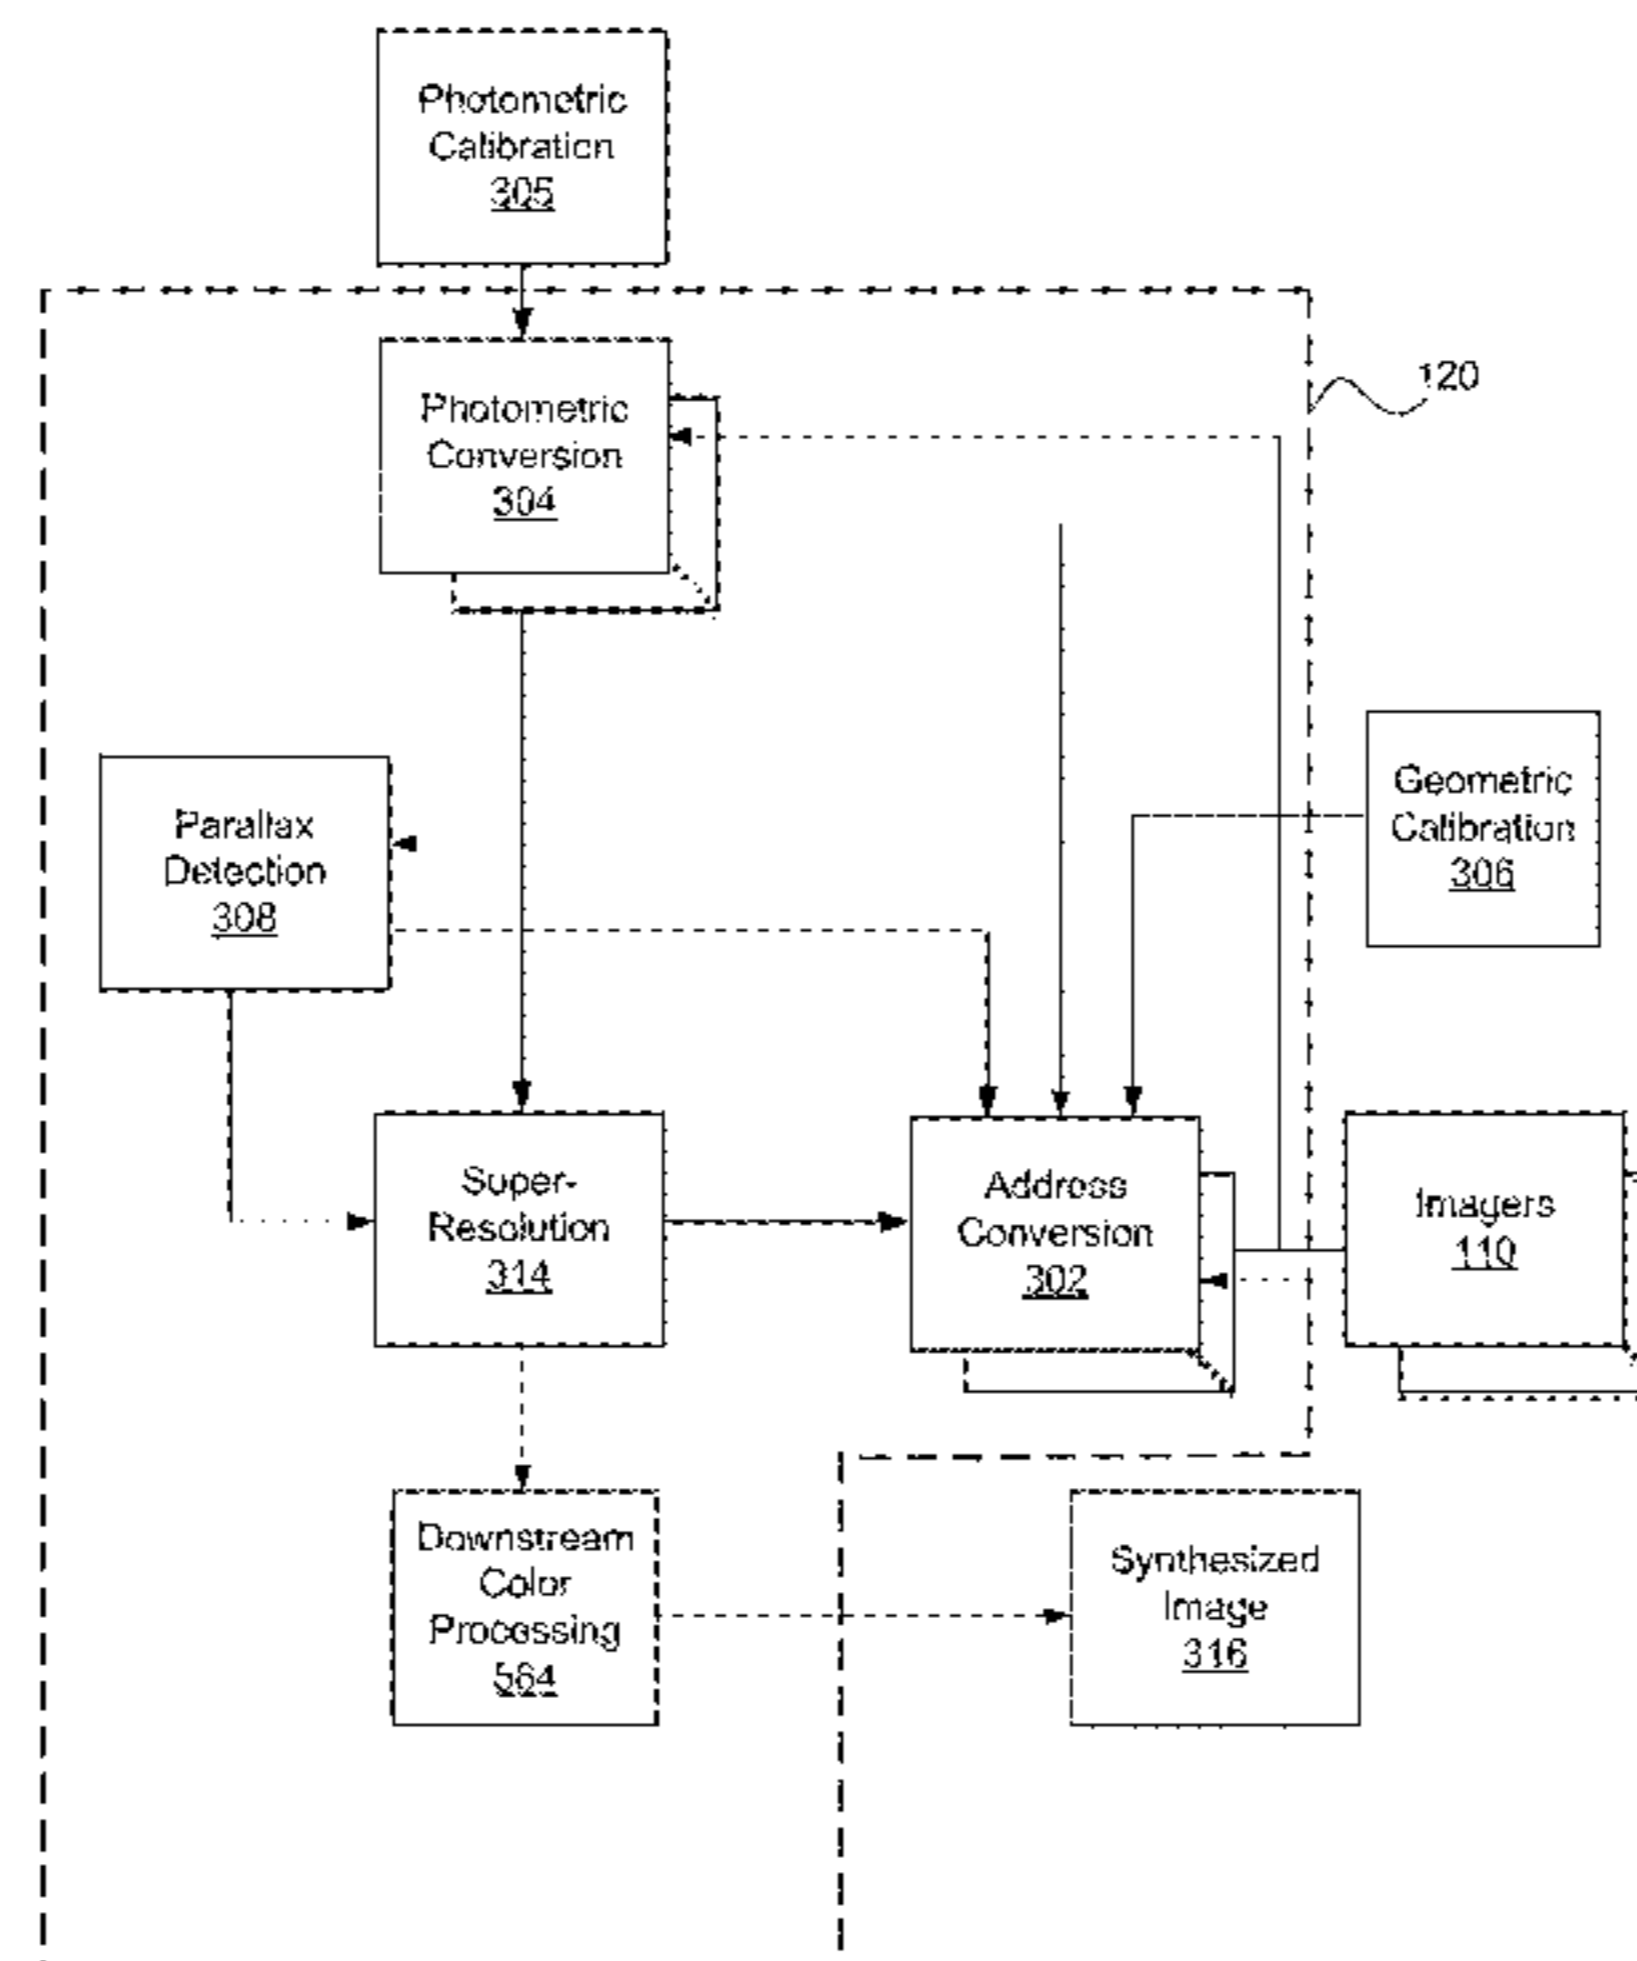 Photometric
Calibration
305
Photometric
Conversion
304
120
Parallax
Detection
308
Geometric
Calibration
306
Super-
Resolution
314
Address
Conversion
302
Imagers
110
Downstream
Color
Processing
564
Synthesized
Image
316